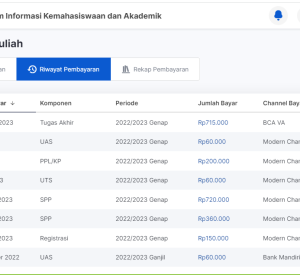 n Informasi Kemahasiswaan dan Akademik
uliah
an Riwayat Pembayaran Rekap Pembayaran
ar ↓ Komponen Periode Jumlah Bayar Channel Bay
2023 Tugas Akhir 2022/2023 Genap Rp715.000 BCA VA
UAS 2022/2023 Genap Rp60.000 Modern Chan
PPL/KP 2022/2023 Genap Rp200.000 Modern Chan
3 UTS 2022/2023 Genap Rp60.000 Modern Chan
2023 SPP 2022/2023 Genap Rp720.000 Modern Chan
2023 SPP 2022/2023 Genap Rp360.000 Modern Chan
2023 Registrasi 2022/2023 Genap Rp150.000 Modern Chan
r 2022 UAS 2022/2023 Ganjil Rp60.000 Bank Mandiri